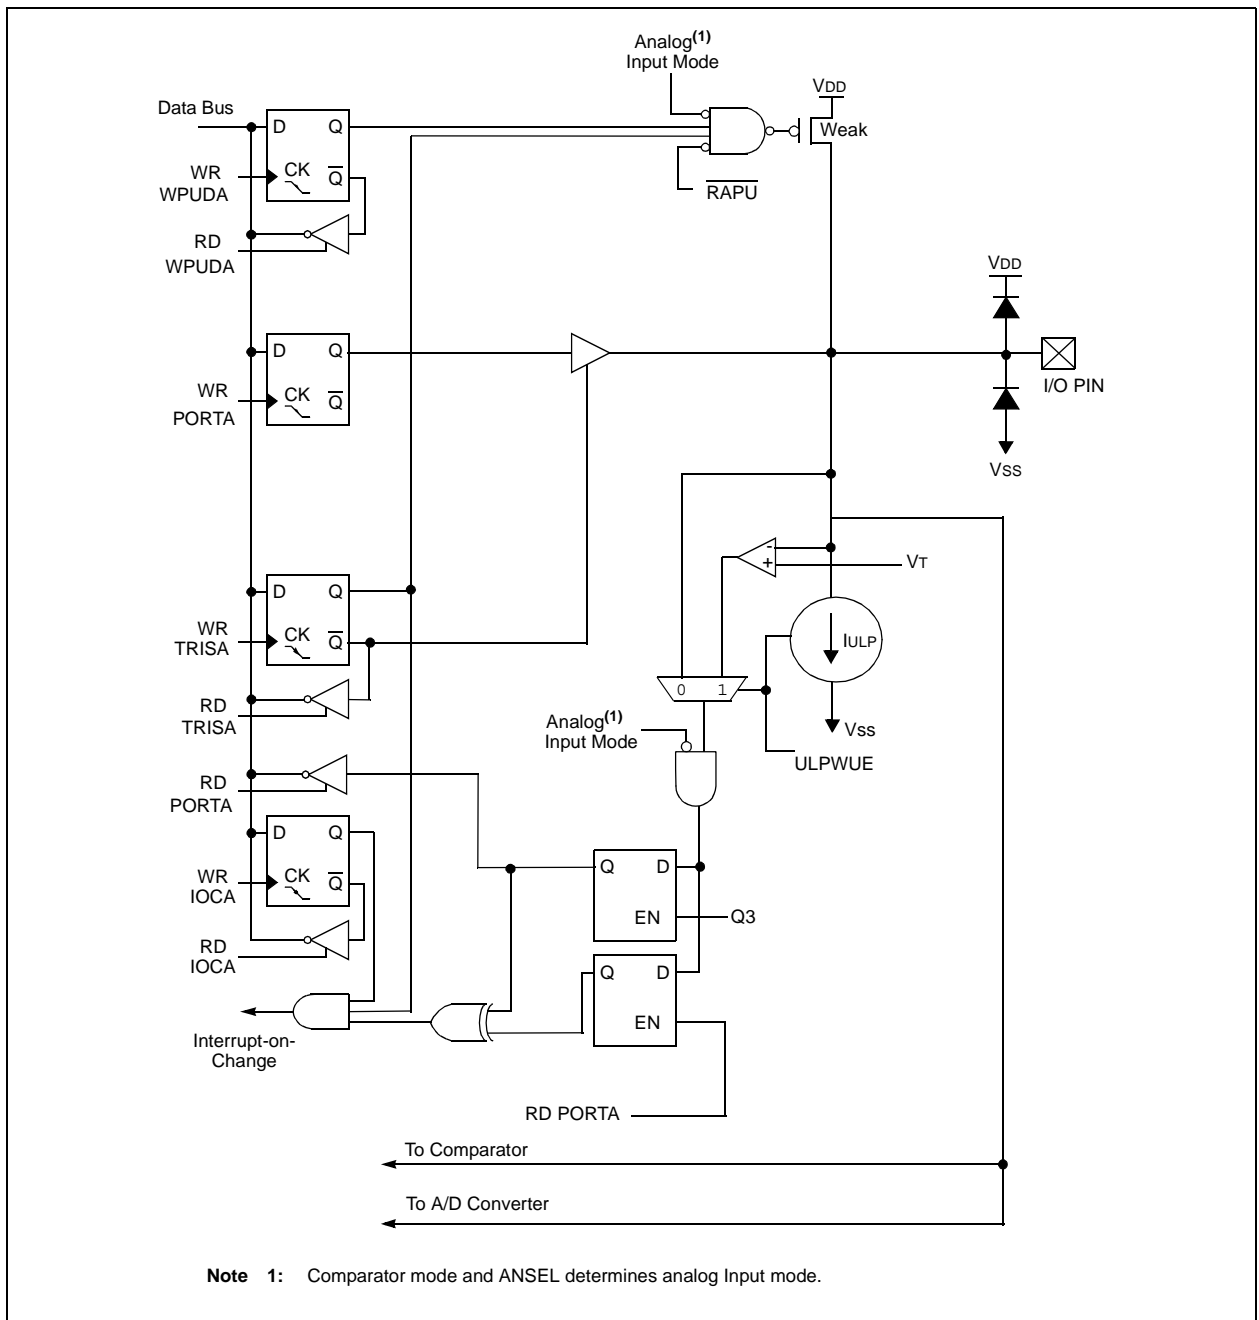 Analog(1)
Input Mode
VDD
Data Bus
D Q
Weak
WR
WPUDA
CK Q
RAPU
RD
WPUDA
VDD
D Q
WR
PORTA
CK Q
I/O PIN
VSS
VT
D Q
WR
TRISA
CK Q
IULP
0 1
RD
TRISA
Analog(1)
Input Mode
Vss
ULPWUE
RD
PORTA
D Q
WR
IOCA
CK Q
Q D
EN
Q3
RD
IOCA
Q D
EN
Interrupt-on-
Change
RD PORTA
To Comparator
To A/D Converter
Note 1: Comparator mode and ANSEL determines analog Input mode.